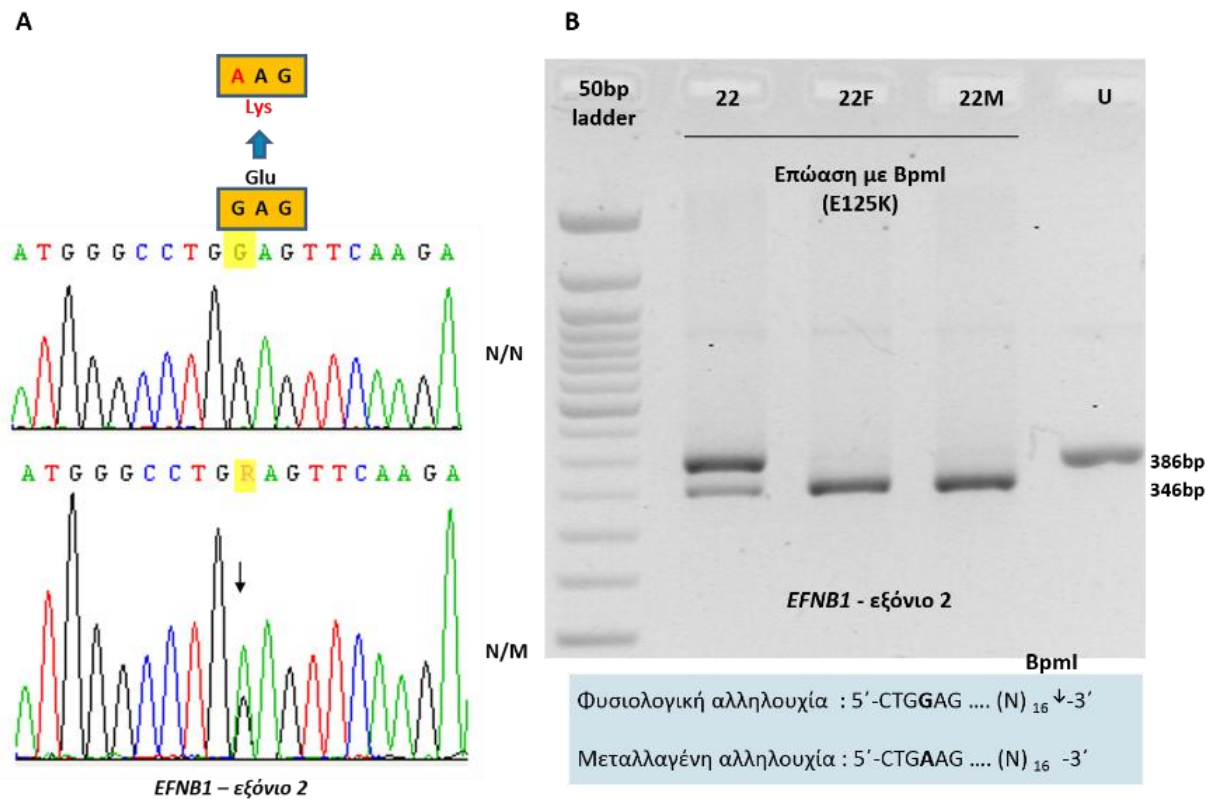 A
A A G
Lys
Glu
G A G
A T G G G C C T G G A G T T C A A G A
N/N
A T G G G C C T G R A G T T C A A G A
N/M
EFNB1 – εξόνιο 2
B
50bp
ladder
22 22F 22M U
Επώαση με BpmI
(E125K)
386bp
346bp
EFNB1 - εξόνιο 2
BpmI
Φυσιολογική αλληλουχία : 5΄-CTGGAG .... (N) 16 ↓-3΄
Μεταλλαγένη αλληλουχία : 5΄-CTGAAG .... (N) 16 -3΄